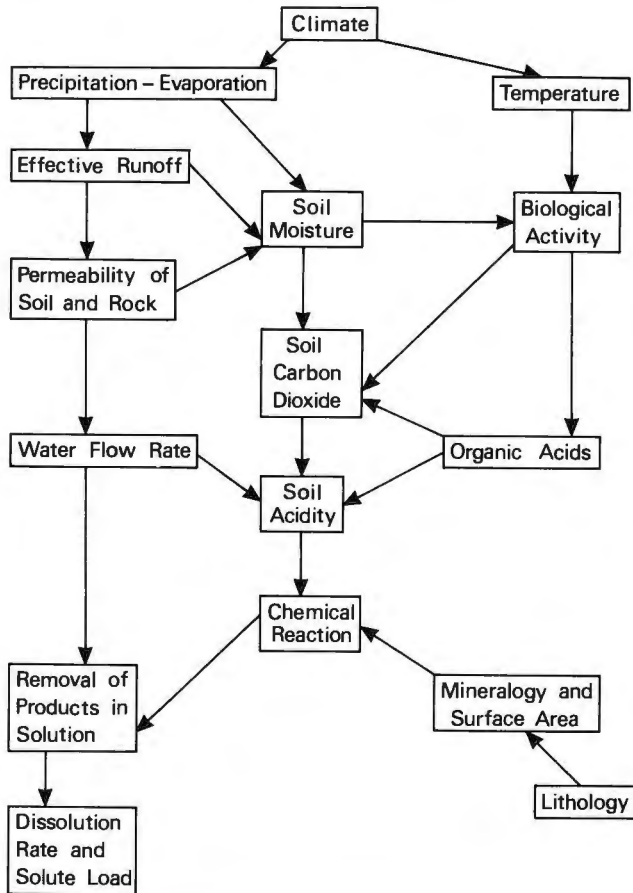 Climate
Precipitation – Evaporation
Temperature
Effective Runoff
Soil
Moisture
Biological
Activity
Permeability of
Soil and Rock
Soil
Carbon
Dioxide
Water Flow Rate
Organic Acids
Soil
Acidity
Chemical
Reaction
Removal of
Products in
Solution
Mineralogy and
Surface Area
Lithology
Dissolution
Rate and
Solute Load